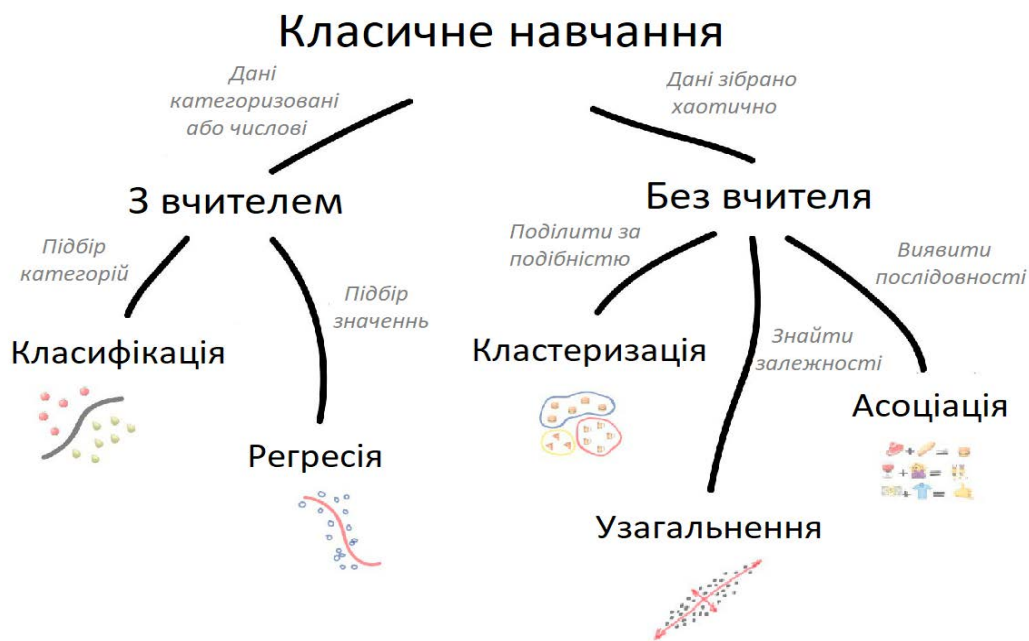 Класичне навчання
Дані
категоризовані
або числові
Дані зібрано
хаотично
З вчителем
Без вчителя
Підбір
категорій
Підбір
значеннь
Поділити за
подібністю
Знайти
залежності
Виявити
послідовності
Класифікація
Регресія
Кластеризація
Узагальнення
Асоціація